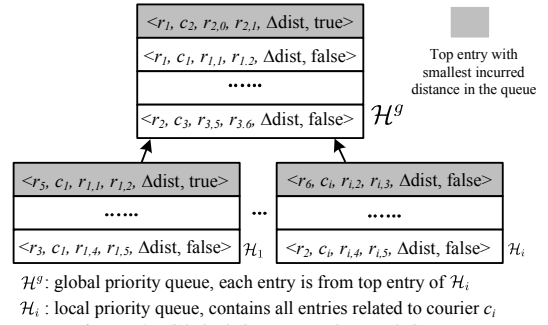 <r1, c2, r2,0, r2,1, Δdist, true>
<r1, c1, r1,1, r1,2, Δdist, false>
......
<r2, c3, r3,5, r3.6, Δdist, false>
ℋg
Top entry with
smallest incurred
distance in the queue
<r5, c1, r1,1, r1,2, Δdist, true>
......
<r3, c1, r1,4, r1,5, Δdist, false>
ℋ1
...
<r6, ci, ri,2, ri,3, Δdist, false>
......
<r2, ci, ri,4, ri,5, Δdist, false>
ℋi
ℋg : global priority queue, each entry is from top entry of ℋi
ℋi : local priority queue, contains all entries related to courier ci